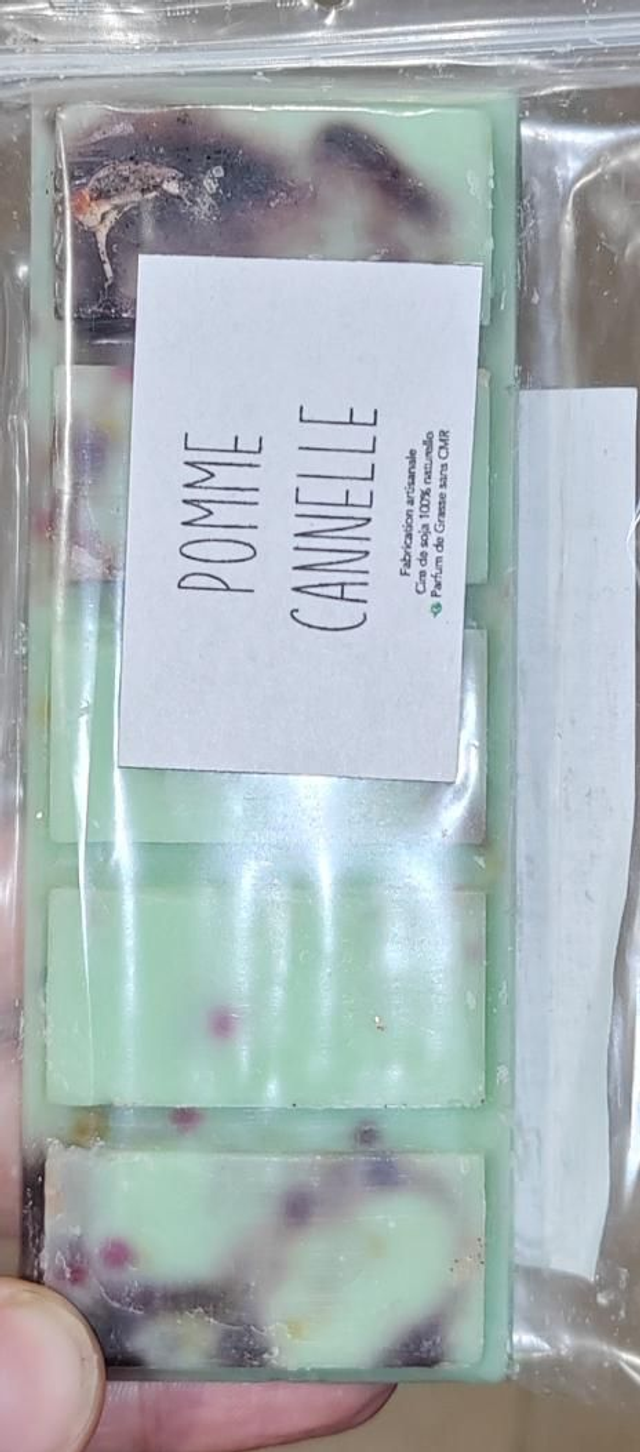 POMME
CANNELLE
Fabrication artisanale
Cire de soja 100% naturelle
Parfum de Grasse sans CMR